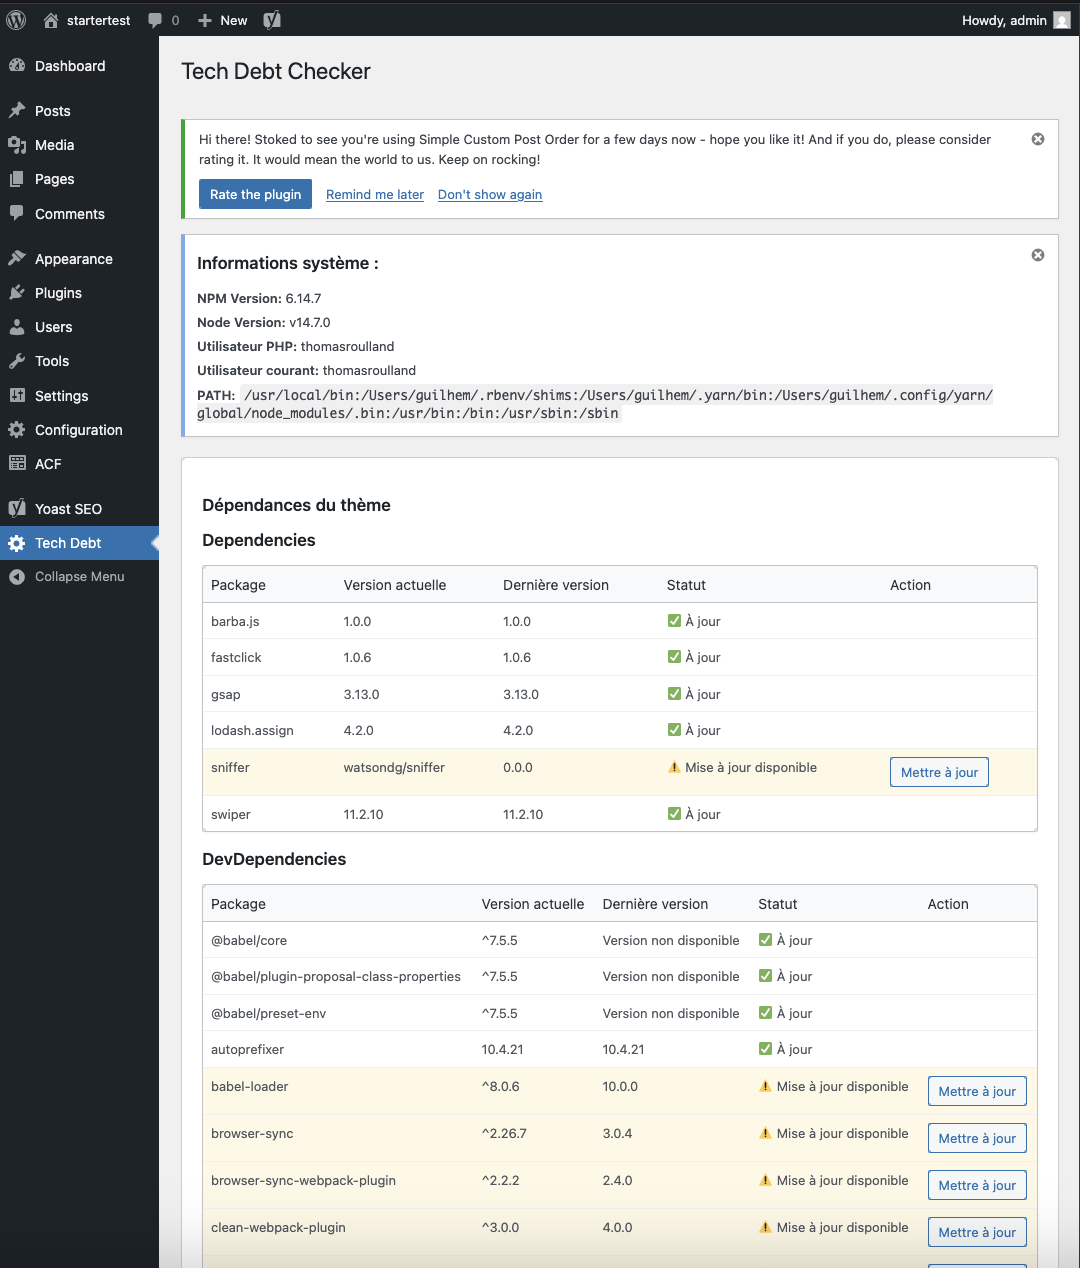 startertest 0 New Howdy, admin
Dashboard
Posts
Media
Pages
Comments
Appearance
Plugins
Users
Tools
Settings
Configuration
ACF
Yoast SEO
Tech Debt
Collapse Menu
Tech Debt Checker
Hi there! Stoked to see you're using Simple Custom Post Order for a few days now - hope you like it! And if you do, please consider
rating it. It would mean the world to us. Keep on rocking!
Rate the plugin Remind me later Don't show again
Informations système :
NPM Version: 6.14.7
Node Version: v14.7.0
Utilisateur PHP: thomasroulland
Utilisateur courant: thomasroulland
PATH: /usr/local/bin:/Users/guilhem/.rbenv/shims:/Users/guilhem/.yarn/bin:/Users/guilhem/.config/yarn/
global/node_modules/.bin:/usr/bin:/bin:/usr/sbin:/sbin
Dépendances du thème
Dependencies
Package Version actuelle Dernière version Statut Action
barba.js 1.0.0 1.0.0 ✅ À jour
fastclick 1.0.6 1.0.6 ✅ À jour
gsap 3.13.0 3.13.0 ✅ À jour
lodash.assign 4.2.0 4.2.0 ✅ À jour
sniffer watsondg/sniffer 0.0.0 ⚠️ Mise à jour disponible Mettre à jour
swiper 11.2.10 11.2.10 ✅ À jour
DevDependencies
Package Version actuelle Dernière version Statut Action
@babel/core ^7.5.5 Version non disponible ✅ À jour
@babel/plugin-proposal-class-properties ^7.5.5 Version non disponible ✅ À jour
@babel/preset-env ^7.5.5 Version non disponible ✅ À jour
autoprefixer 10.4.21 10.4.21 ✅ À jour
babel-loader ^8.0.6 10.0.0 ⚠️ Mise à jour disponible Mettre à jour
browser-sync ^2.26.7 3.0.4 ⚠️ Mise à jour disponible Mettre à jour
browser-sync-webpack-plugin ^2.2.2 2.4.0 ⚠️ Mise à jour disponible Mettre à jour
clean-webpack-plugin ^3.0.0 4.0.0 ⚠️ Mise à jour disponible Mettre à jour